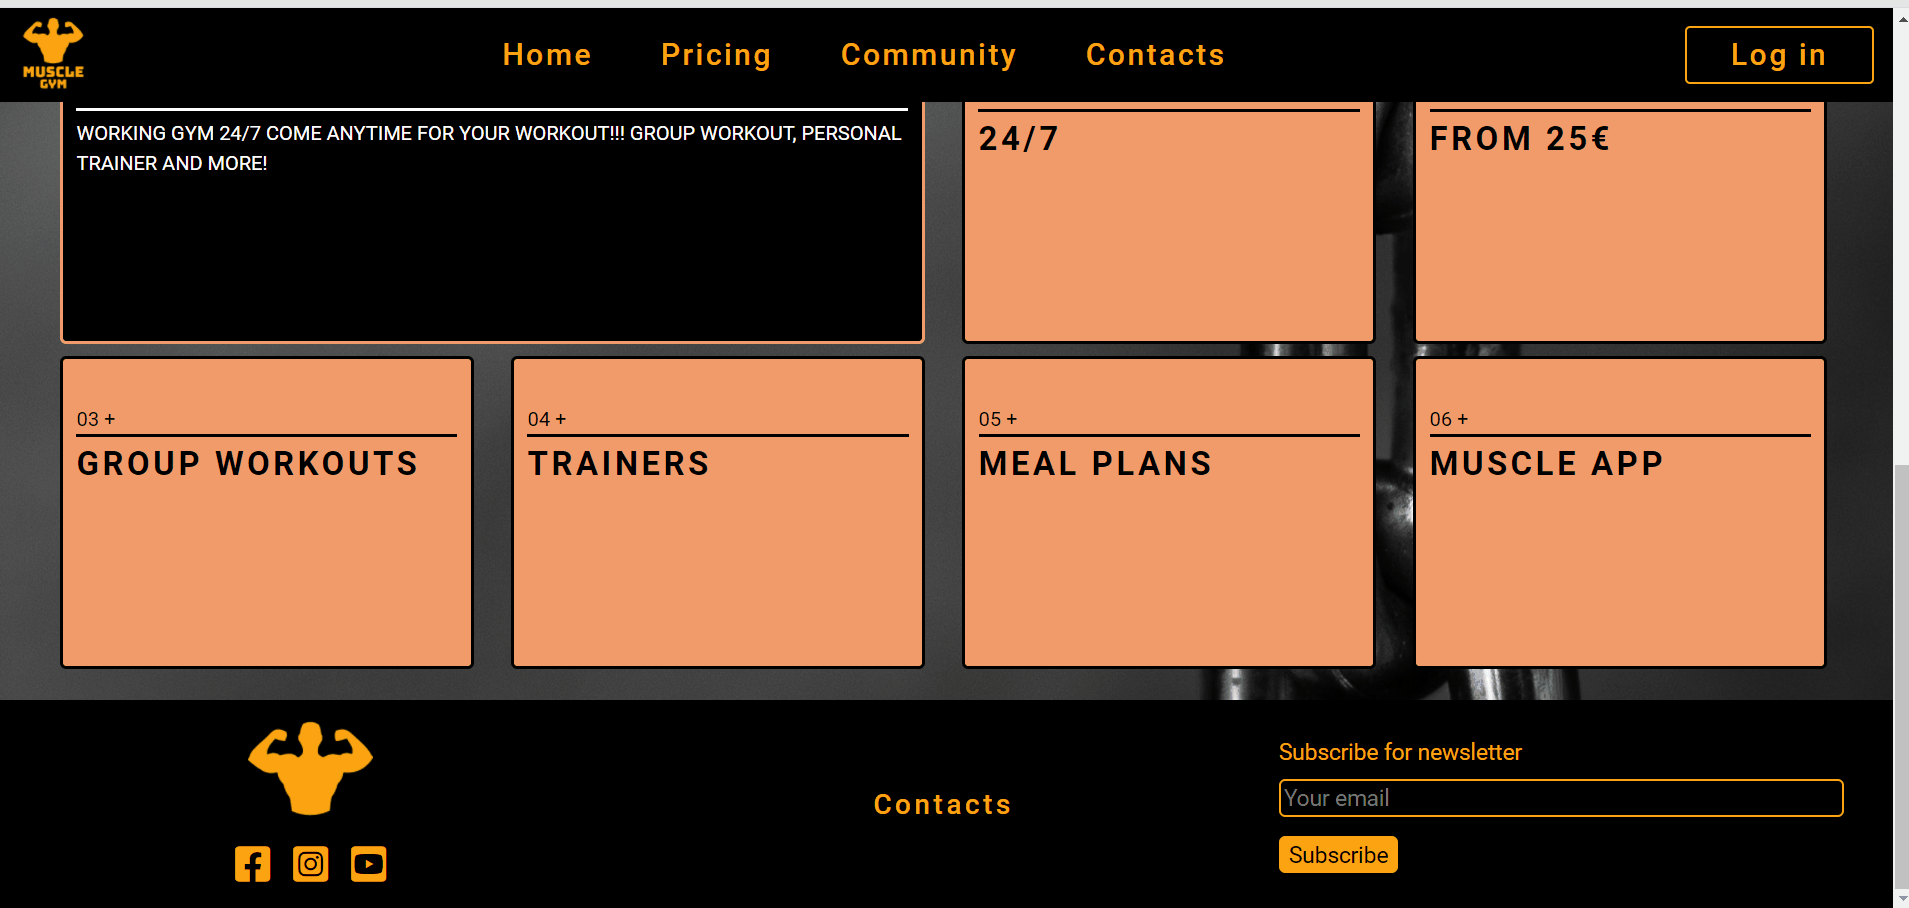 MUSCLE
GYM
Home
Pricing
Community
Contacts
Log in
WORKING GYM 24/7 COME ANYTIME FOR YOUR WORKOUT!!! GROUP WORKOUT, PERSONAL
TRAINER AND MORE!
24/7
FROM 25€
03 +
GROUP WORKOUTS
04 +
TRAINERS
05 +
MEAL PLANS
06 +
MUSCLE APP
Contacts
Subscribe for newsletter
Your email
Subscribe